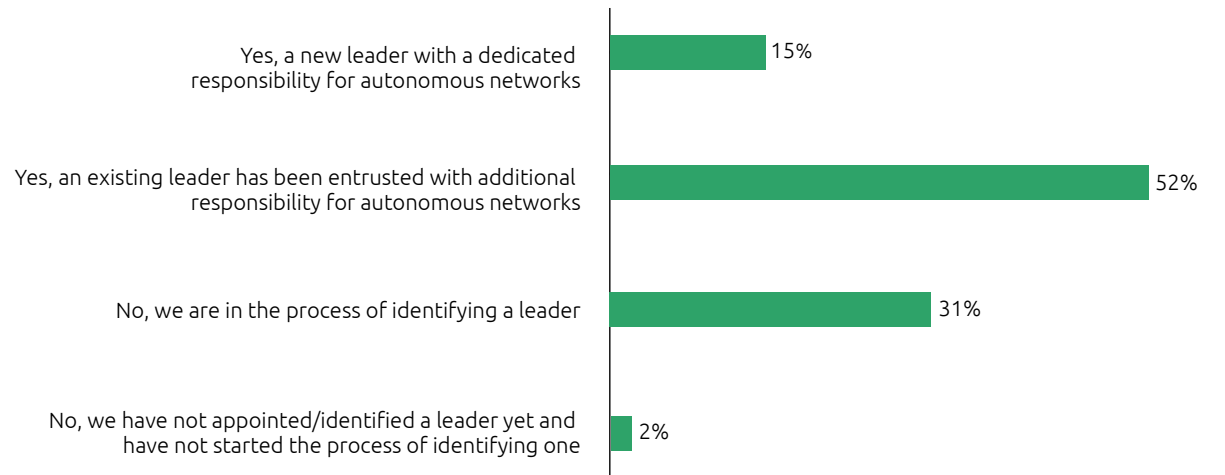 Yes, a new leader with a dedicated
responsibility for autonomous networks
15%
Yes, an existing leader has been entrusted with additional
responsibility for autonomous networks
52%
No, we are in the process of identifying a leader
31%
No, we have not appointed/identified a leader yet and
have not started the process of identifying one
2%